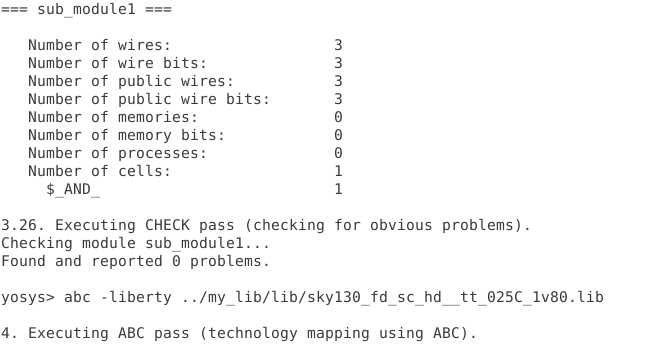 === sub_module1 ===
Number of wires: 3
Number of wire bits: 3
Number of public wires: 3
Number of public wire bits: 3
Number of memories: 0
Number of memory bits: 0
Number of processes: 0
Number of cells: 1
$_AND_ 1
3.26. Executing CHECK pass (checking for obvious problems).
Checking module sub_module1...
Found and reported 0 problems.
yosys> abc -liberty ../my_lib/lib/sky130_fd_sc_hd__tt_025C_1v80.lib
4. Executing ABC pass (technology mapping using ABC).